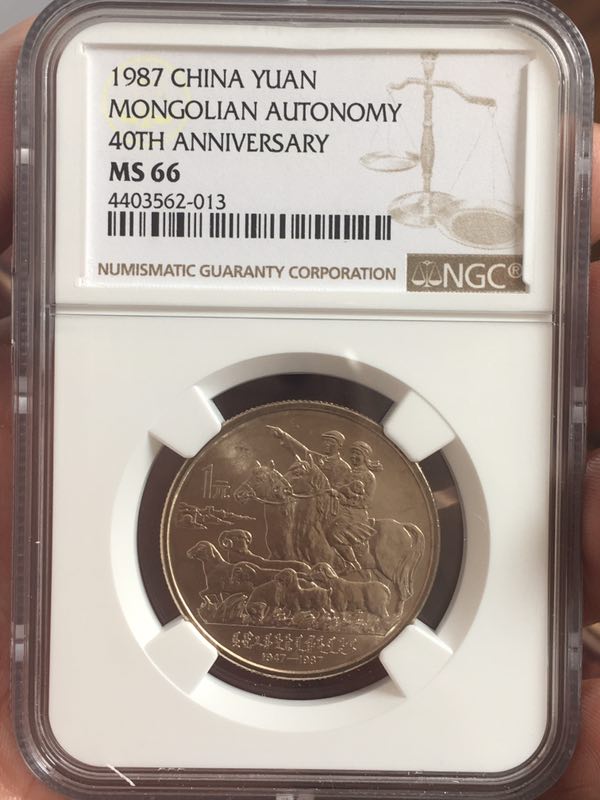 1987 CHINA YUAN
MONGOLIAN AUTONOMY
40TH ANNIVERSARY
MS 66
4403562-013
NUMISMATIC GUARANTY CORPORATION
NGC®
1元
1947—1987